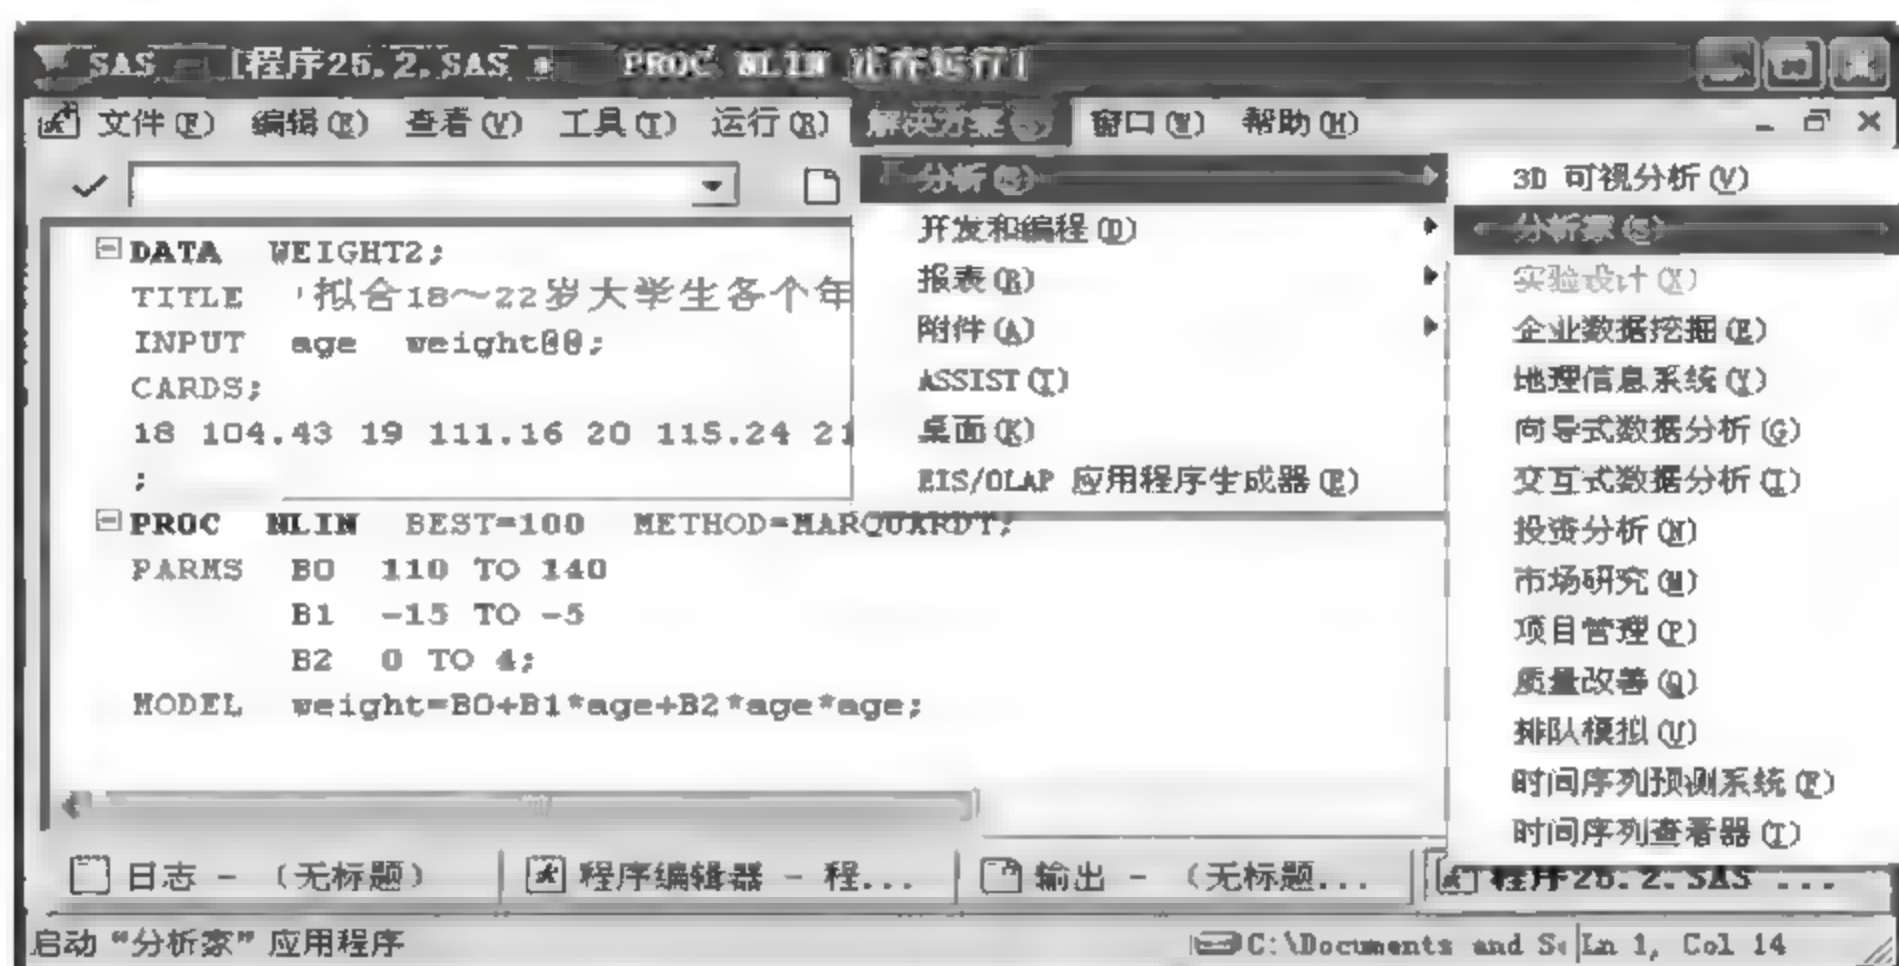 SAS - [程序25.2.SAS * PROC NLIN 正在运行]
文件(F) 编辑(E) 查看(V) 工具(T) 运行(R) 解决方案(S) 窗口(W) 帮助(H)
分析(S)
开发和编程(D)
报表(R)
附件(A)
ASSIST(T)
桌面(K)
EIS/OLAP 应用程序生成器(E)
3D 可视分析(V)
分析家(S)
实验设计(X)
企业数据挖掘(E)
地理信息系统(Y)
向导式数据分析(G)
交互式数据分析(I)
投资分析(N)
市场研究(M)
项目管理(P)
质量改善(Q)
排队模拟(U)
时间序列预测系统(F)
时间序列查看器(T)
DATA WEIGHT2;
TITLE '拟合18～22岁大学生各个年
INPUT age weight@@;
CARDS;
18 104.43 19 111.16 20 115.24 21
;
PROC NLIN BEST=100 METHOD=MARQUARDT;
PARMS B0 110 TO 140
B1 -15 TO -5
B2 0 TO 4;
MODEL weight=B0+B1*age+B2*age*age;
日志 - （无标题） 程序编辑器 - 程... 输出 - （无标题... 程序25.2.SAS ...
启动“分析家”应用程序 C:\Documents and Se Ln 1, Col 14